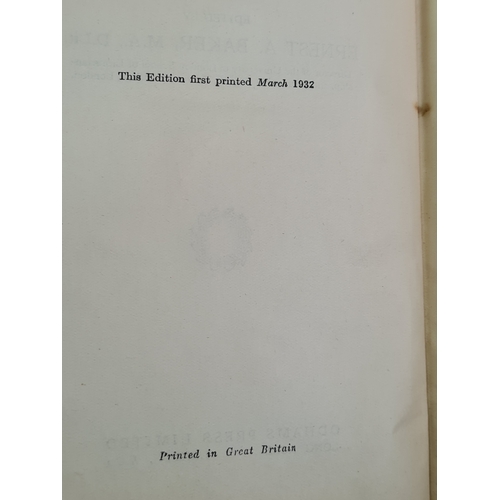 This Edition first printed March 1932
Printed in Great Britain